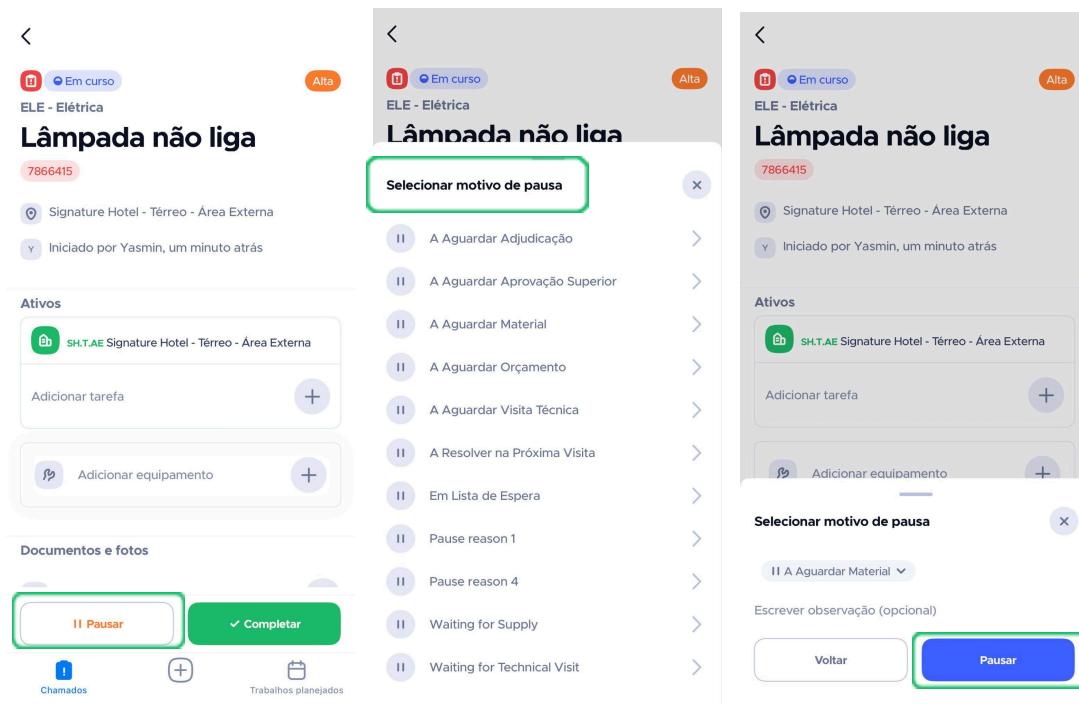 Em curso
Alta
ELE - Elétrica
Lâmpada não liga
7866415
Signature Hotel - Térreo - Área Externa
Y Iniciado por Yasmin, um minuto atrás
Ativos
SH.T.AE Signature Hotel - Térreo - Área Externa
Adicionar tarefa
Adicionar equipamento
Documentos e fotos
Pausar
Completar
Chamados
Trabalhos planejados
Em curso
Alta
ELE - Elétrica
Lâmpada não liga
Selecionar motivo de pausa
A Aguardar Adjudicação
A Aguardar Aprovação Superior
A Aguardar Material
A Aguardar Orçamento
A Aguardar Visita Técnica
A Resolver na Próxima Visita
Em Lista de Espera
Pause reason 1
Pause reason 4
Waiting for Supply
Waiting for Technical Visit
Em curso
Alta
ELE - Elétrica
Lâmpada não liga
7866415
Signature Hotel - Térreo - Área Externa
Y Iniciado por Yasmin, um minuto atrás
Ativos
SH.T.AE Signature Hotel - Térreo - Área Externa
Adicionar tarefa
Adicionar equipamento
Selecionar motivo de pausa
A Aguardar Material
Escrever observação (opcional)
Voltar
Pausar